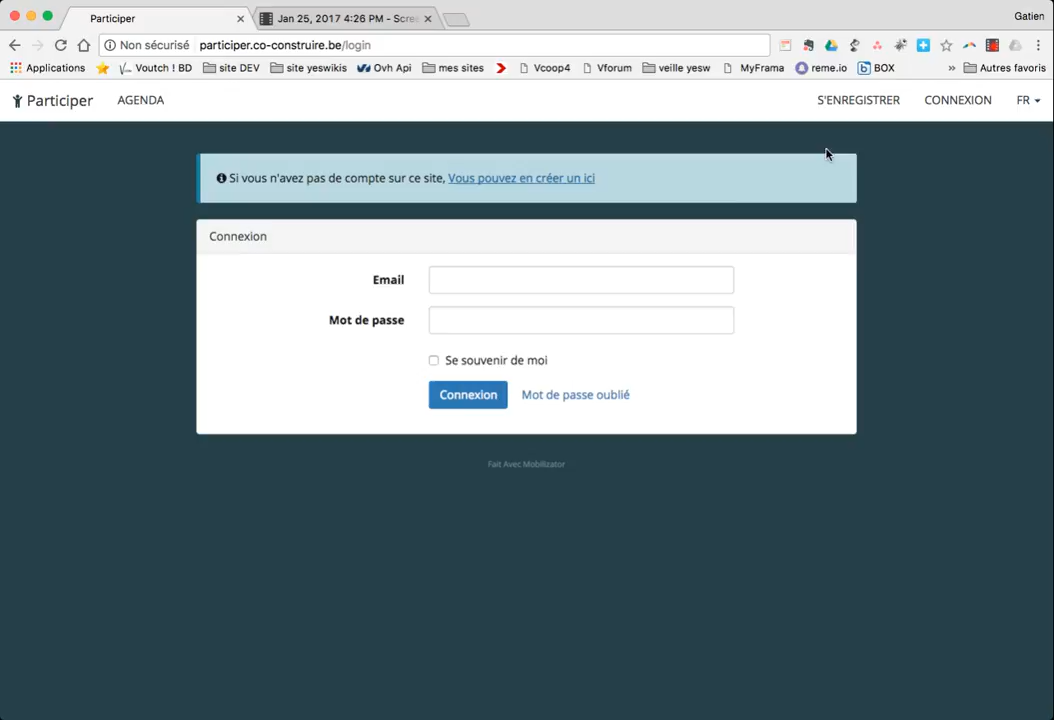 Participer
Jan 25, 2017 4:26 PM - Scree
Gatien
Non sécurisé participer.co-construire.be/login
Applications Voutch ! BD site DEV site yeswikis Ovh Api mes sites Vcoop4 Vforum veille yesw MyFrama reme.io BOX » Autres favoris
Participer AGENDA S'ENREGISTRER CONNEXION FR
Si vous n'avez pas de compte sur ce site, Vous pouvez en créer un ici
Connexion
Email
Mot de passe
Se souvenir de moi
Connexion Mot de passe oublié
Fait Avec Mobilizator